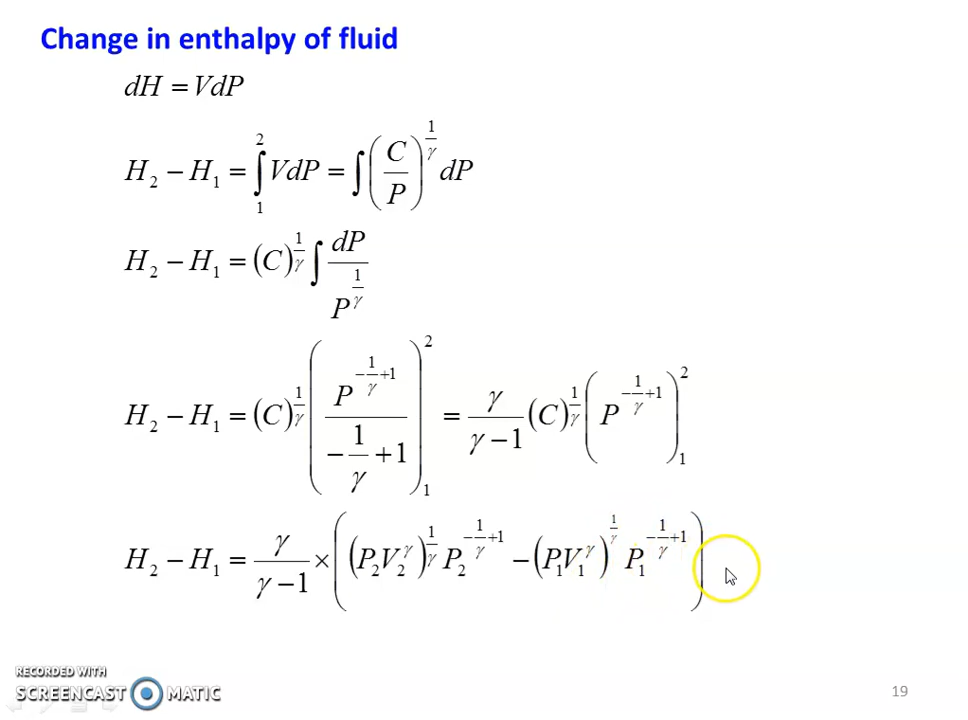 Change in enthalpy of fluid
dH = VdP
H₂ − H₁ = ∫₁² VdP = ∫ (C/P)^(1/γ) dP
H₂ − H₁ = (C)^(1/γ) ∫ dP / P^(1/γ)
H₂ − H₁ = (C)^(1/γ) (P^(−1/γ+1) / (−1/γ+1))₁² = γ/(γ−1) (C)^(1/γ) (P^(−1/γ+1))₁²
H₂ − H₁ = γ/(γ−1) × ((P₂V₂^γ)^(1/γ) P₂^(−1/γ+1) − (P₁V₁^γ)^(1/γ) P₁^(−1/γ+1))
RECORDED WITH
SCREENCAST MATIC
19